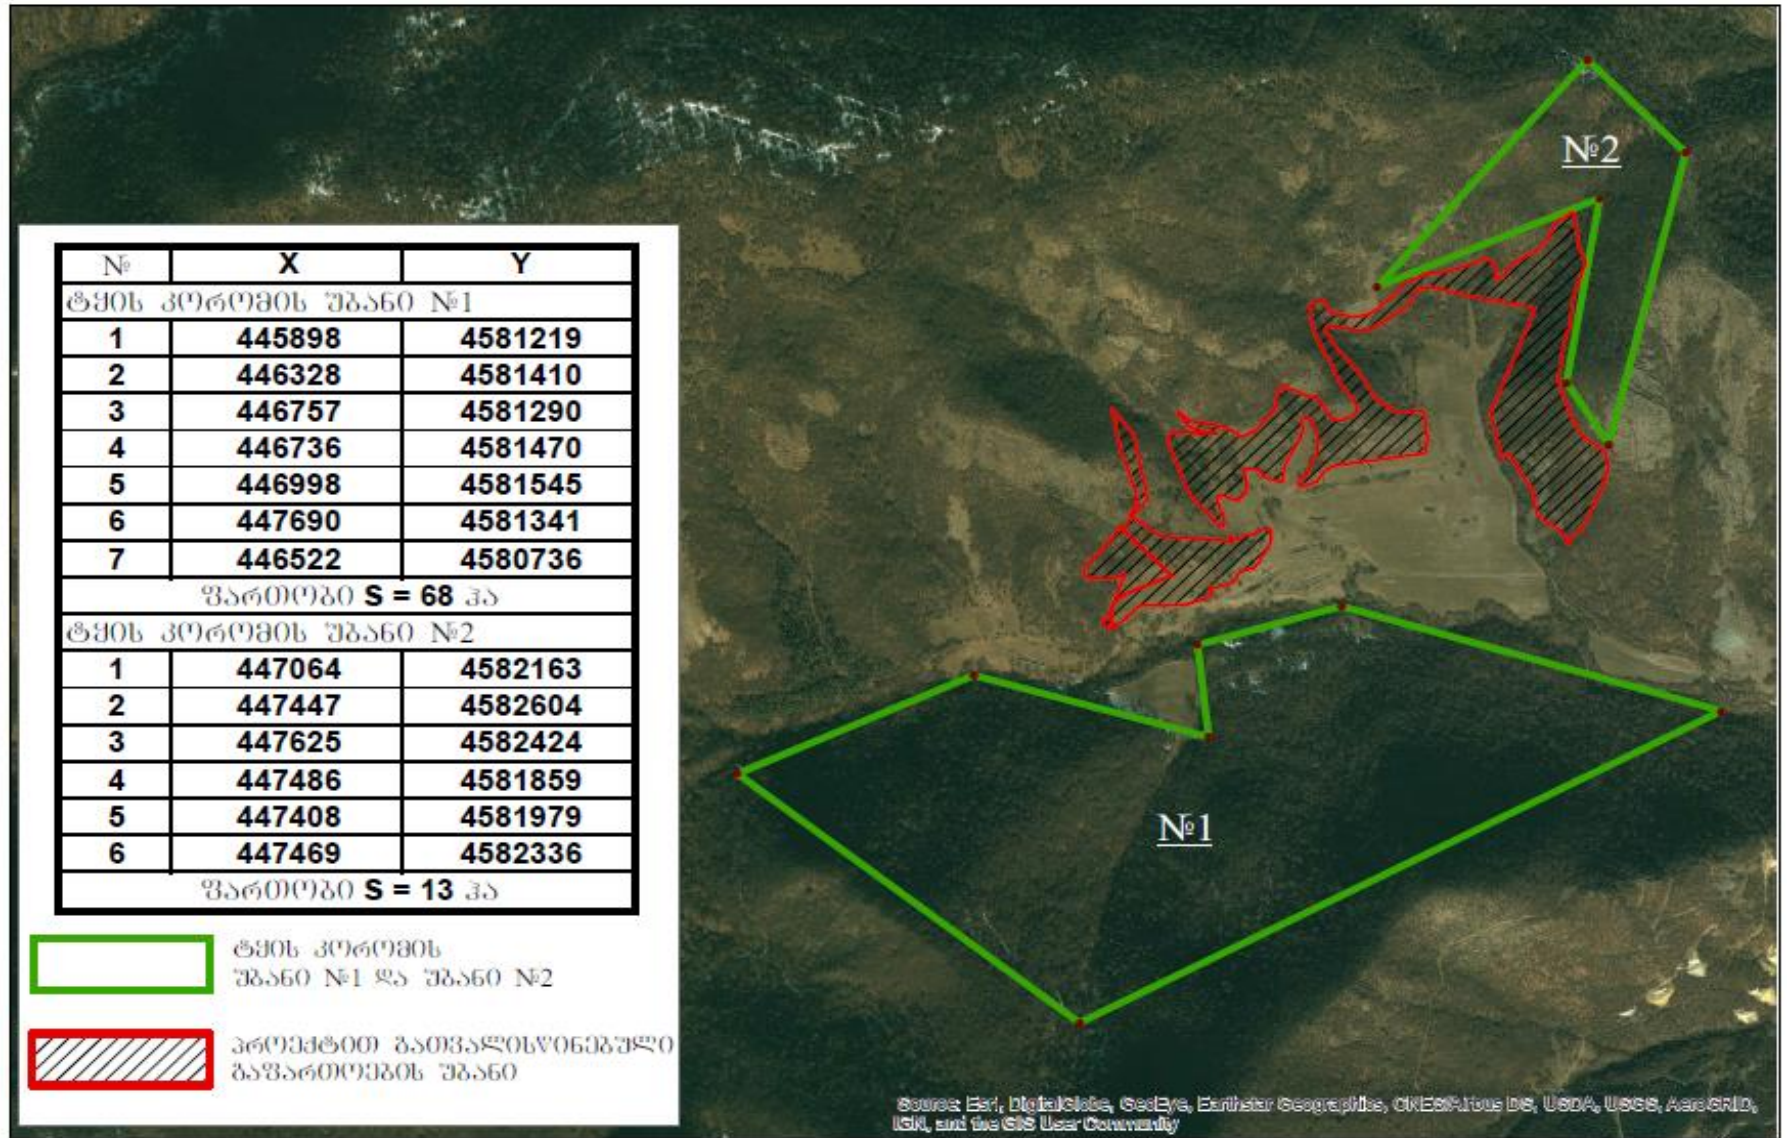 № X Y
ტყის კორომის უბანი №1
1 445898 4581219
2 446328 4581410
3 446757 4581290
4 446736 4581470
5 446998 4581545
6 447690 4581341
7 446522 4580736
ფართობი S = 68 ჰა
ტყის კორომის უბანი №2
1 447064 4582163
2 447447 4582604
3 447625 4582424
4 447486 4581859
5 447408 4581979
6 447469 4582336
ფართობი S = 13 ჰა
ტყის კორომის
უბანი №1 და უბანი №2
პროექტით გათვალისწინებული
გაფართოების უბანი
№2
№1
Source: Esri, DigitalGlobe, GeoEye, Earthstar Geographics, CNES/Airbus DS, USDA, USGS, AeroGRID,
IGN, and the GIS User Community